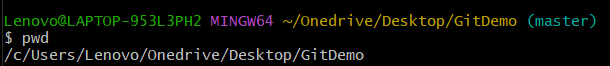 Lenovo@LAPTOP-953L3PH2 MINGW64 ~/Onedrive/Desktop/GitDemo (master)
$ pwd
/c/Users/Lenovo/Onedrive/Desktop/GitDemo